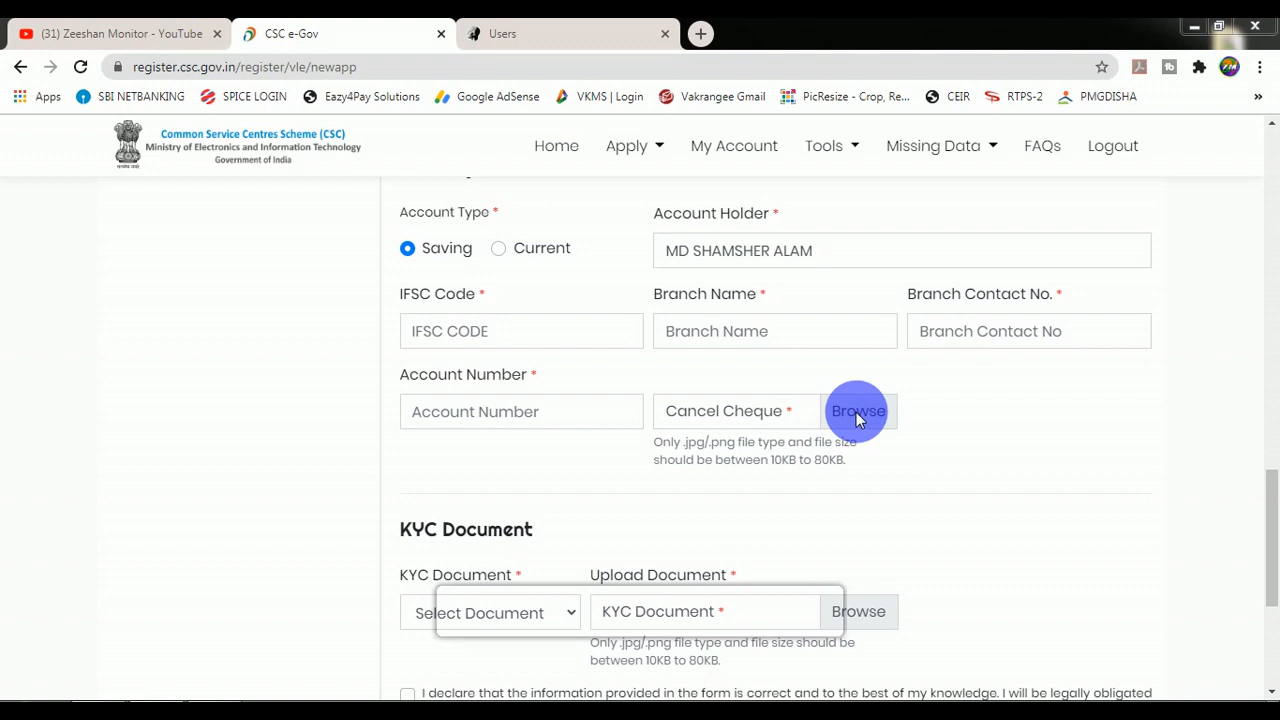 (31) Zeeshan Monitor - YouTube
CSC e-Gov
Users
register.csc.gov.in/register/vle/newapp
Apps
SBI NETBANKING
SPICE LOGIN
Eazy4Pay Solutions
Google AdSense
VKMS | Login
Vakrangee Gmail
PicResize - Crop, Re...
CEIR
RTPS-2
PMGDISHA
»
Common Service Centres Scheme (CSC)
Ministry of Electronics and Information Technology
Government of India
Home
Apply
My Account
Tools
Missing Data
FAQs
Logout
Account Type *
Account Holder *
Saving
Current
MD SHAMSHER ALAM
IFSC Code *
Branch Name *
Branch Contact No. *
IFSC CODE
Branch Name
Branch Contact No
Account Number *
Account Number
Cancel Cheque *
Browse
Only .jpg/.png file type and file size
should be between 10KB to 80KB.
KYC Document
KYC Document *
Upload Document *
Select Document
KYC Document *
Browse
Only .jpg/.png file type and file size should be
between 10KB to 80KB.
I declare that the information provided in the form is correct and to the best of my knowledge. I will be legally obligated